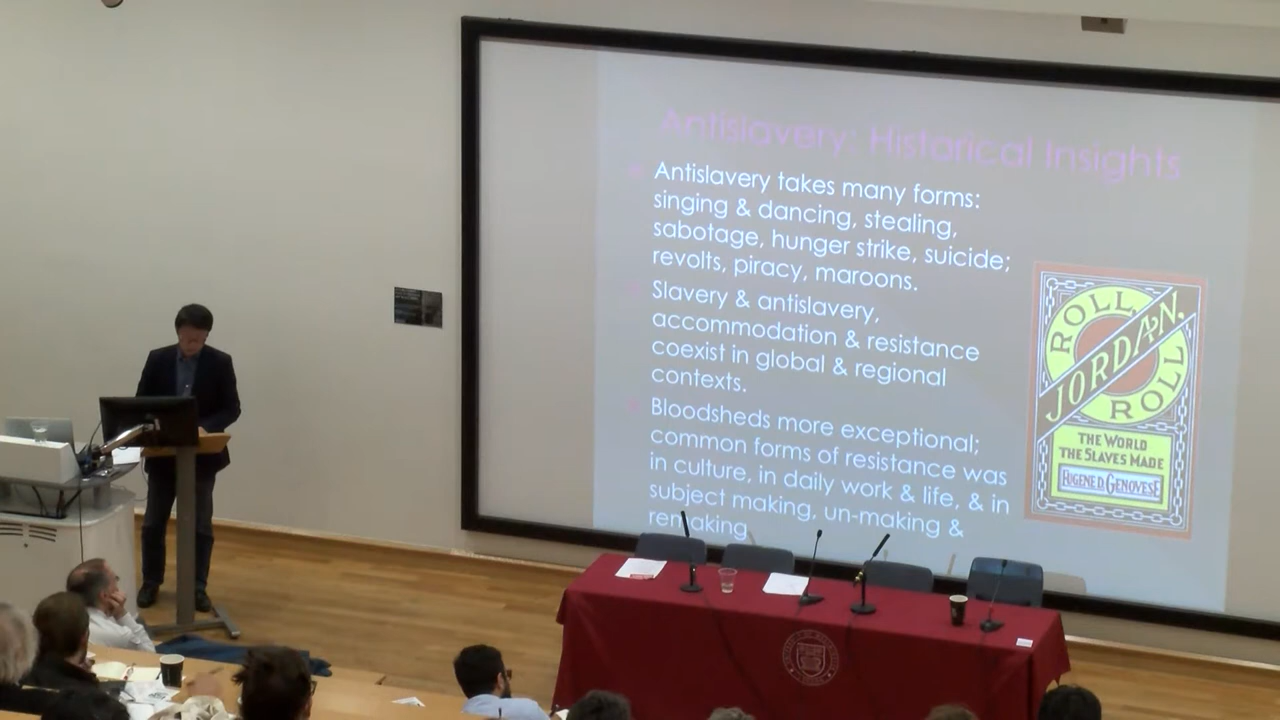 Antislavery: Historical Insights
Antislavery takes many forms:
singing & dancing, stealing,
sabotage, hunger strike, suicide;
revolts, piracy, maroons.
Slavery & antislavery,
accommodation & resistance
coexist in global & regional
contexts.
Bloodsheds more exceptional;
common forms of resistance was
in culture, in daily work & life, & in
subject making, un-making &
remaking.
ROLL
JORDAN,
ROLL
THE WORLD
THE SLAVES MADE
EUGENE D. GENOVESE